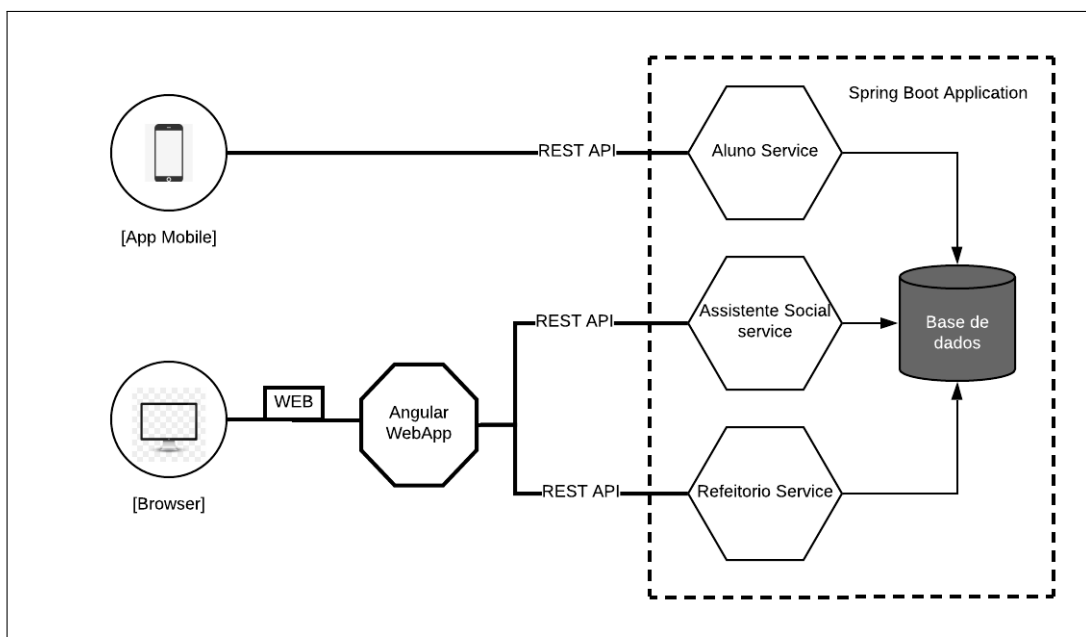 Spring Boot Application
REST API
Aluno Service
[App Mobile]
REST API
Assistente Social
service
Base de
dados
WEB
Angular
WebApp
REST API
Refeitorio Service
[Browser]